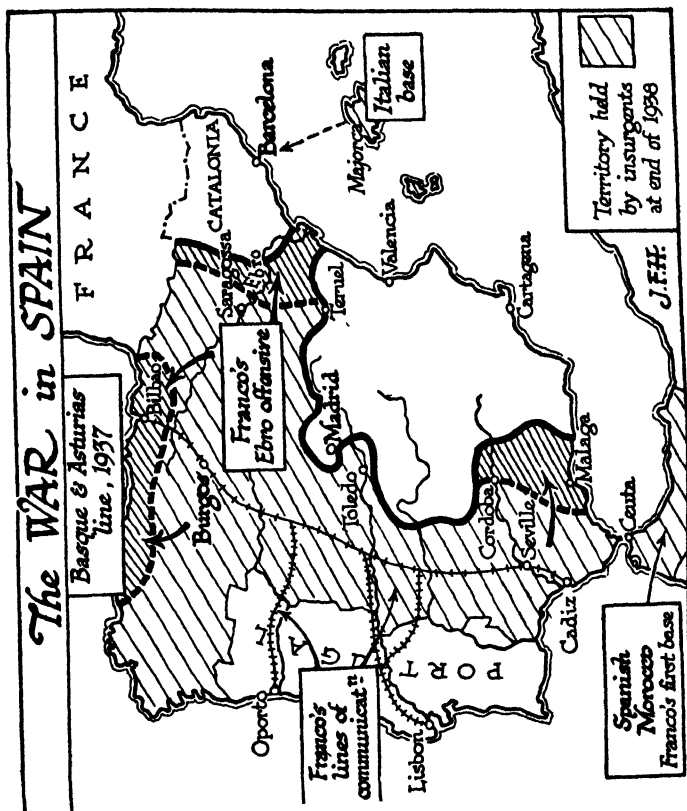 The WAR in SPAIN
FRANCE
Basque & Asturias
line, 1937
Bilbao
Burgos
CATALONIA
Saragossa
Ebro
Barcelona
Franco's
Ebro offensive
Majorca
Italian
base
Teruel
Madrid
Toledo
Valencia
Oporto
PORTUGAL
Franco's
lines of
communicatn
Lisbon
Cordoba
Seville
Cartagena
Malaga
Cadiz
Ceuta
Spanish
Morocco
Franco's first base
Territory held
by insurgents
at end of 1938
J.F.H.